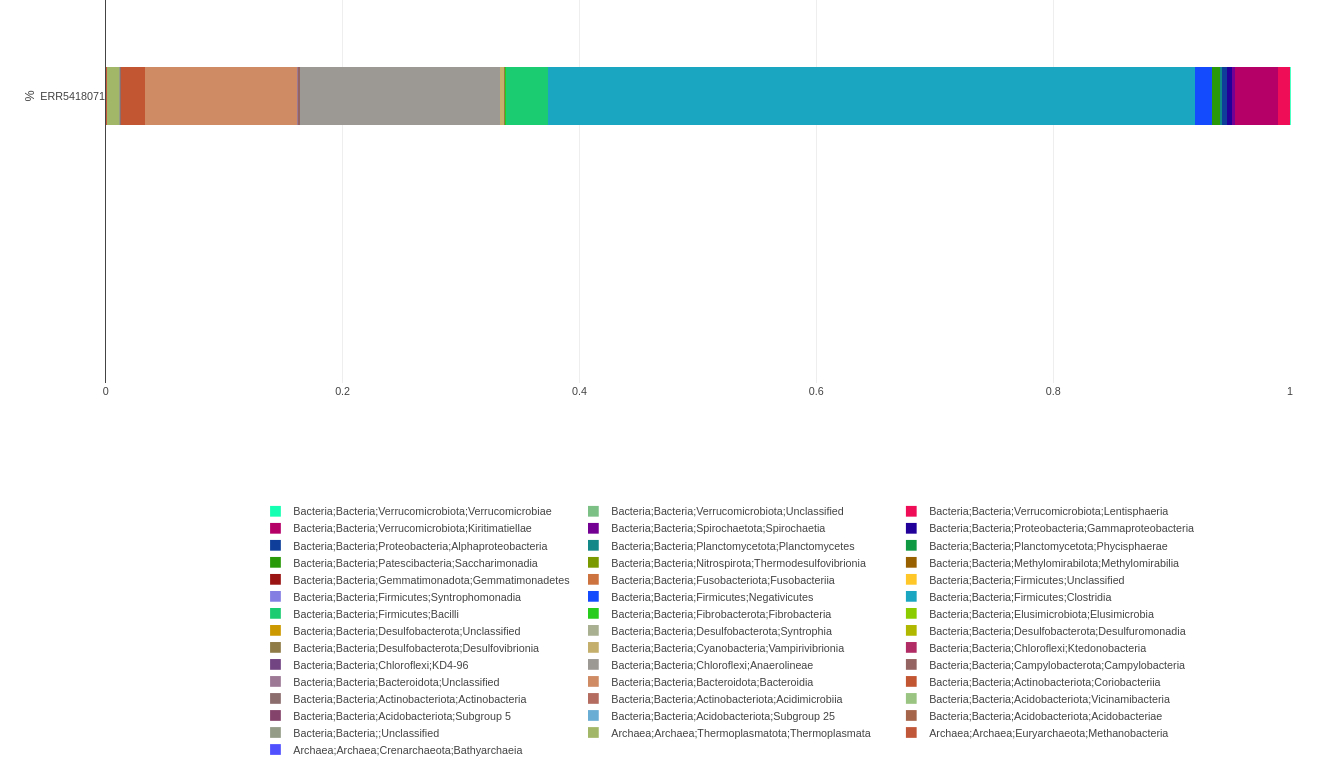 %
ERR5418071
0 0.2 0.4 0.6 0.8 1
Bacteria;Bacteria;Verrucomicrobiota;Verrucomicrobiae Bacteria;Bacteria;Verrucomicrobiota;Unclassified Bacteria;Bacteria;Verrucomicrobiota;Lentisphaeria
Bacteria;Bacteria;Verrucomicrobiota;Kiritimatiellae Bacteria;Bacteria;Spirochaetota;Spirochaetia Bacteria;Bacteria;Proteobacteria;Gammaproteobacteria
Bacteria;Bacteria;Proteobacteria;Alphaproteobacteria Bacteria;Bacteria;Planctomycetota;Planctomycetes Bacteria;Bacteria;Planctomycetota;Phycisphaerae
Bacteria;Bacteria;Patescibacteria;Saccharimonadia Bacteria;Bacteria;Nitrospirota;Thermodesulfovibrionia Bacteria;Bacteria;Methylomirabilota;Methylomirabilia
Bacteria;Bacteria;Gemmatimonadota;Gemmatimonadetes Bacteria;Bacteria;Fusobacteriota;Fusobacteriia Bacteria;Bacteria;Firmicutes;Unclassified
Bacteria;Bacteria;Firmicutes;Syntrophomonadia Bacteria;Bacteria;Firmicutes;Negativicutes Bacteria;Bacteria;Firmicutes;Clostridia
Bacteria;Bacteria;Firmicutes;Bacilli Bacteria;Bacteria;Fibrobacterota;Fibrobacteria Bacteria;Bacteria;Elusimicrobiota;Elusimicrobia
Bacteria;Bacteria;Desulfobacterota;Unclassified Bacteria;Bacteria;Desulfobacterota;Syntrophia Bacteria;Bacteria;Desulfobacterota;Desulfuromonadia
Bacteria;Bacteria;Desulfobacterota;Desulfovibrionia Bacteria;Bacteria;Cyanobacteria;Vampirivibrionia Bacteria;Bacteria;Chloroflexi;Ktedonobacteria
Bacteria;Bacteria;Chloroflexi;KD4-96 Bacteria;Bacteria;Chloroflexi;Anaerolineae Bacteria;Bacteria;Campylobacterota;Campylobacteria
Bacteria;Bacteria;Bacteroidota;Unclassified Bacteria;Bacteria;Bacteroidota;Bacteroidia Bacteria;Bacteria;Actinobacteriota;Coriobacteriia
Bacteria;Bacteria;Actinobacteriota;Actinobacteria Bacteria;Bacteria;Actinobacteriota;Acidimicrobiia Bacteria;Bacteria;Acidobacteriota;Vicinamibacteria
Bacteria;Bacteria;Acidobacteriota;Subgroup 5 Bacteria;Bacteria;Acidobacteriota;Subgroup 25 Bacteria;Bacteria;Acidobacteriota;Acidobacteriae
Bacteria;Bacteria;;Unclassified Archaea;Archaea;Thermoplasmatota;Thermoplasmata Archaea;Archaea;Euryarchaeota;Methanobacteria
Archaea;Archaea;Crenarchaeota;Bathyarchaeia